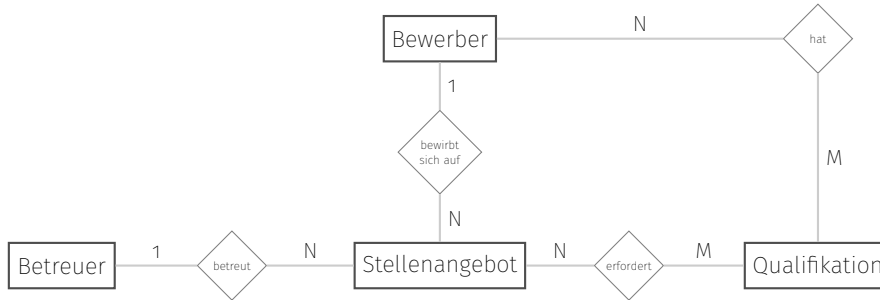 N
Bewerber
hat
1
bewirbt
sich auf
M
N
1
N
N
M
Betreuer
betreut
Stellenangebot
erfordert
Qualifikation